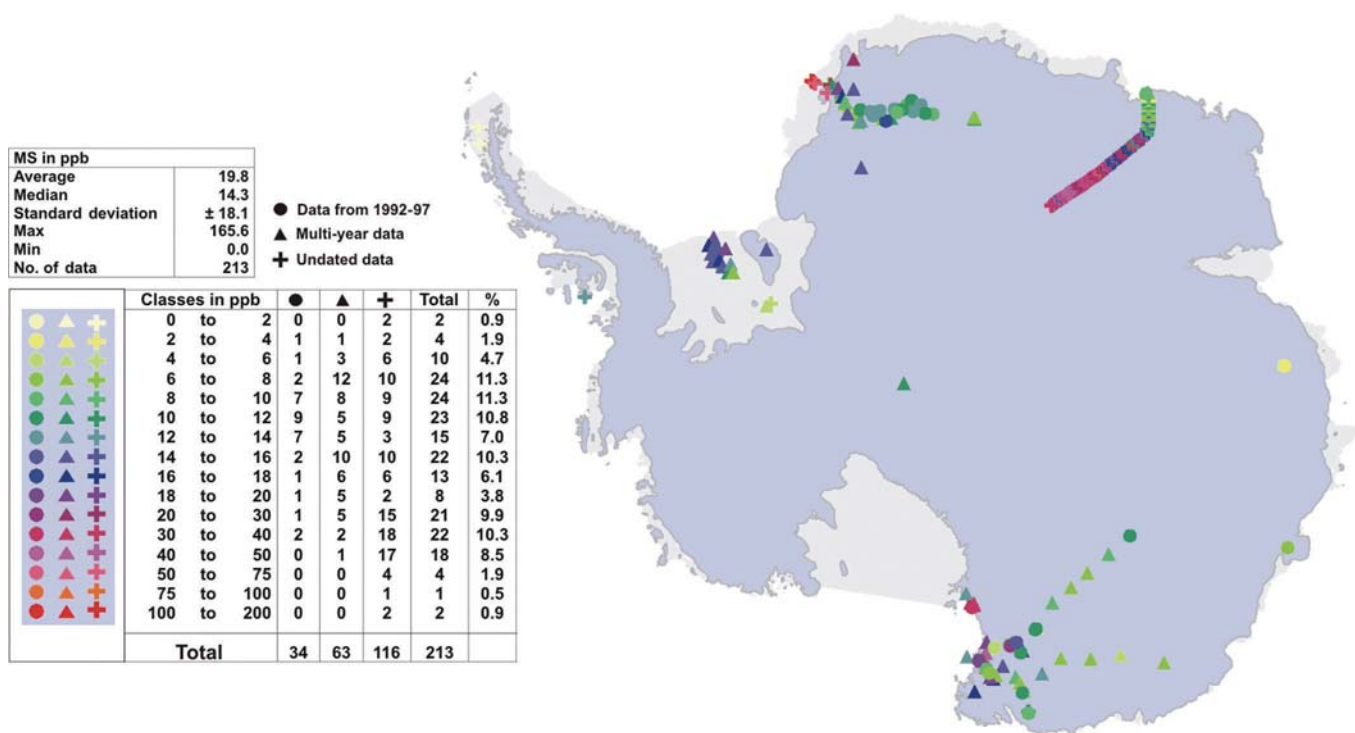 MS in ppb
Average 19.8
Median 14.3
Standard deviation ± 18.1
Max 165.6
Min 0.0
No. of data 213
Data from 1992-97
Multi-year data
Undated data
Classes in ppb Total %
0 to 2 0 0 2 2 0.9
2 to 4 1 1 2 4 1.9
4 to 6 1 3 6 10 4.7
6 to 8 2 12 10 24 11.3
8 to 10 7 8 9 24 11.3
10 to 12 9 5 9 23 10.8
12 to 14 7 5 3 15 7.0
14 to 16 2 10 10 22 10.3
16 to 18 1 6 6 13 6.1
18 to 20 1 5 2 8 3.8
20 to 30 1 5 15 21 9.9
30 to 40 2 2 18 22 10.3
40 to 50 0 1 17 18 8.5
50 to 75 0 0 4 4 1.9
75 to 100 0 0 1 1 0.5
100 to 200 0 0 2 2 0.9
Total 34 63 116 213